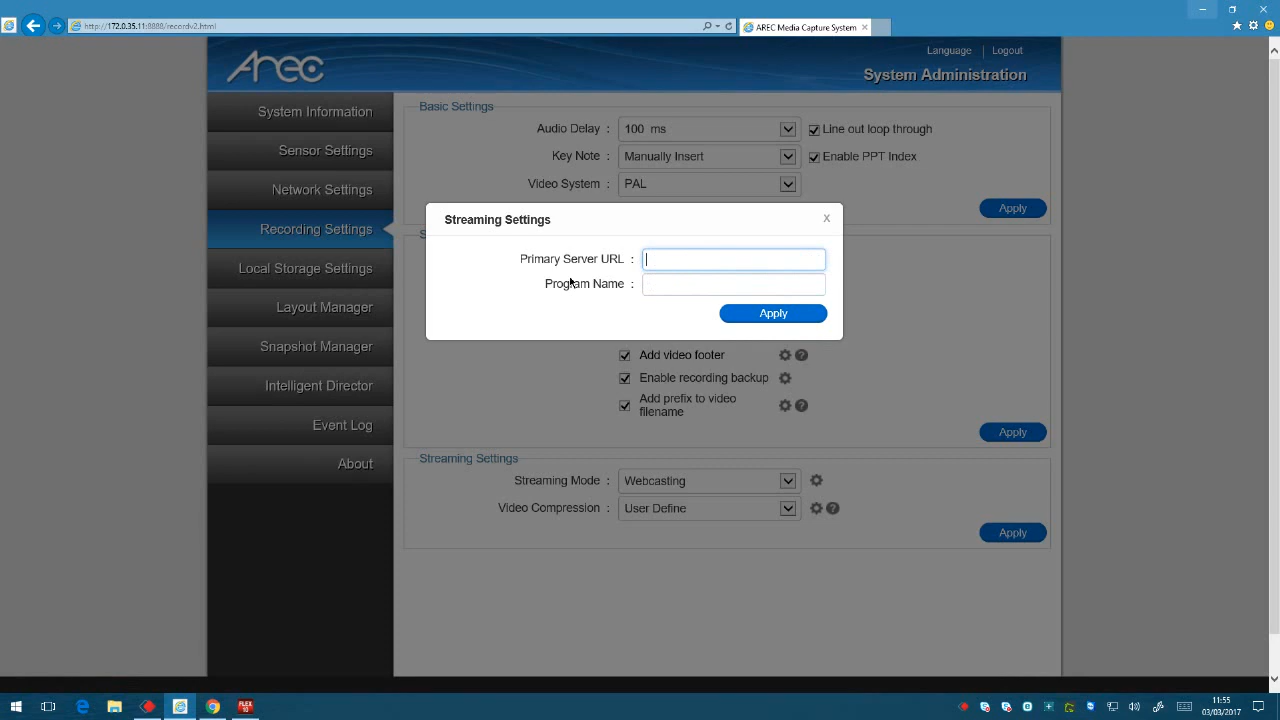 http://172.0.35.11:8888/recordv2.html
AREC Media Capture System
Arec
Language | Logout
System Administration
System Information
Sensor Settings
Network Settings
Recording Settings
Local Storage Settings
Layout Manager
Snapshot Manager
Intelligent Director
Event Log
About
Basic Settings
Audio Delay : 100 ms Line out loop through
Key Note : Manually Insert Enable PPT Index
Video System : PAL
Apply
Streaming Settings X
Primary Server URL :
Program Name :
Apply
Add video footer ?
Enable recording backup
Add prefix to video
filename ?
Apply
Streaming Settings
Streaming Mode : Webcasting
Video Compression : User Define ?
Apply
FLEX
10
11:55
03/03/2017